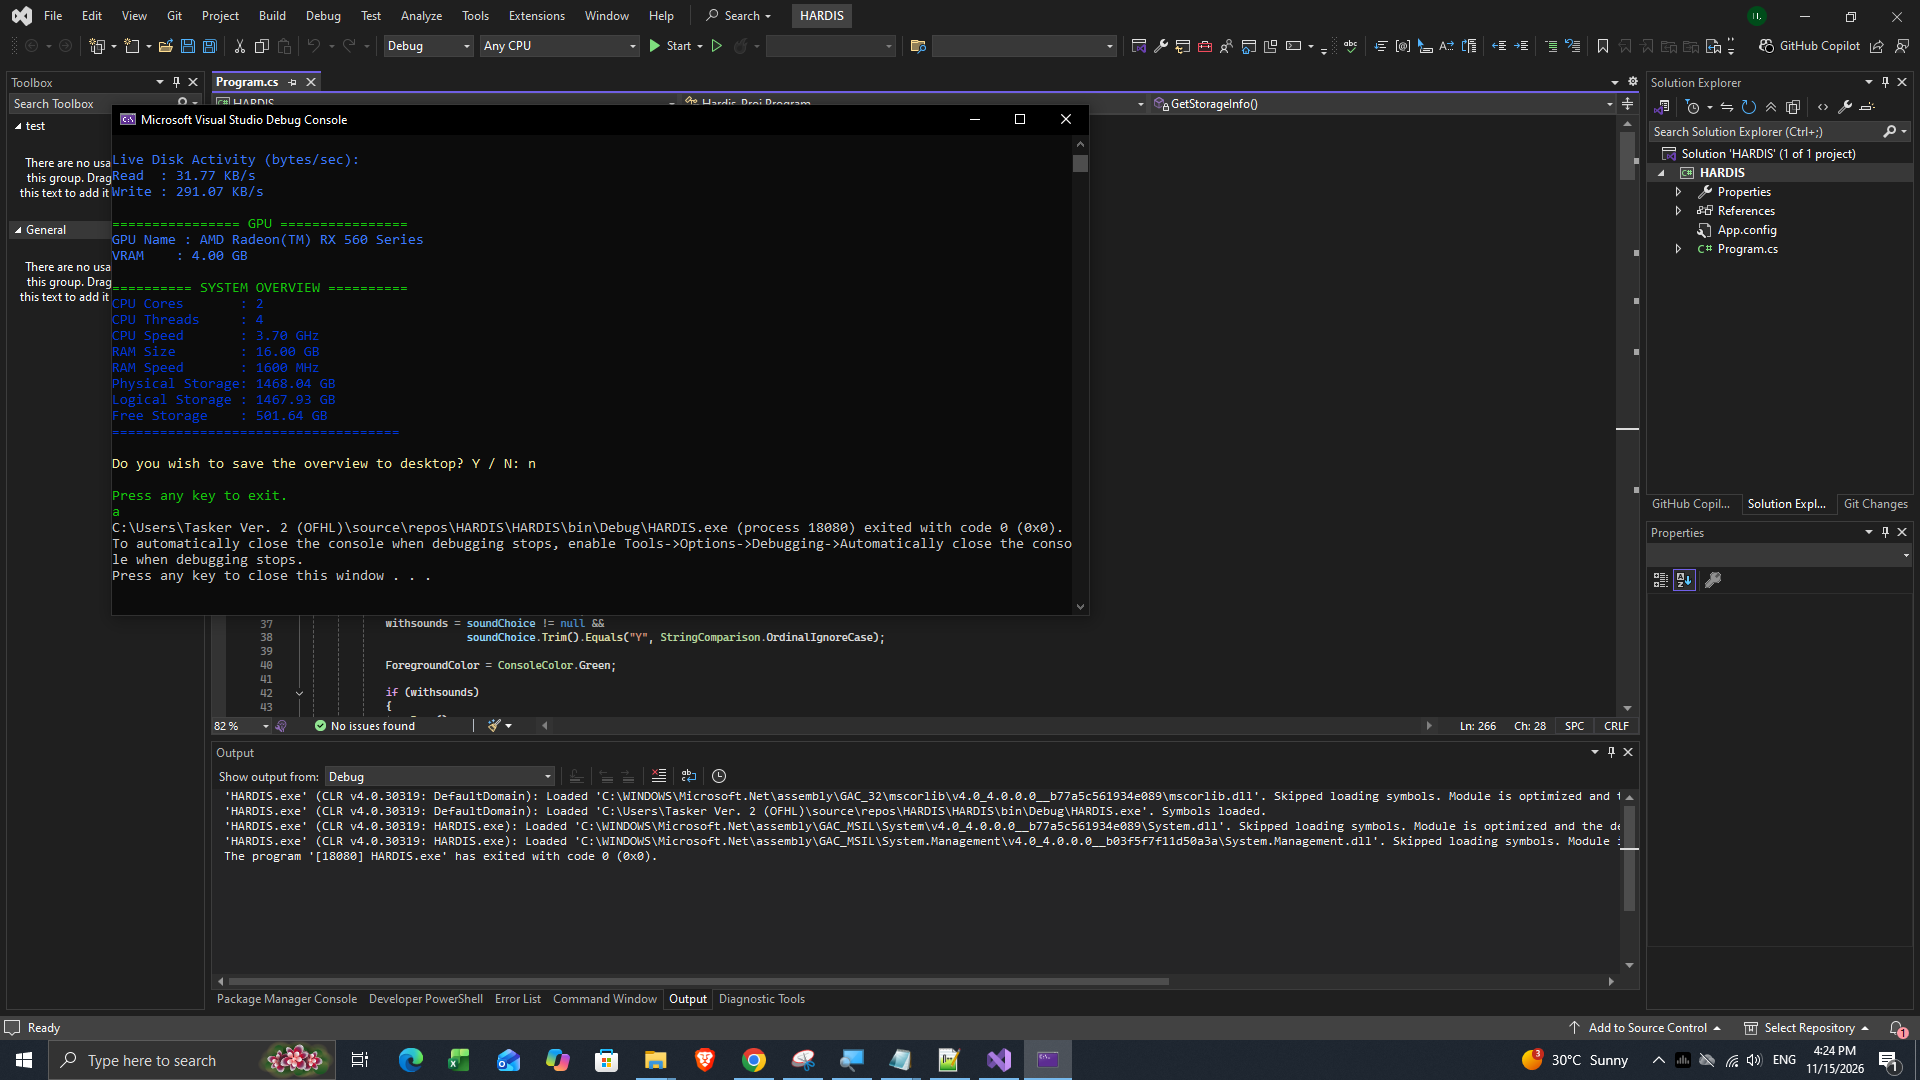 File Edit View Git Project Build Debug Test Analyze Tools Extensions Window Help Search HARDIS IL
Debug Any CPU Start GitHub Copilot
Toolbox
Search Toolbox
test
There are no usa
this group. Drag
this text to add it
General
There are no usa
this group. Drag
this text to add it
Program.cs
HARDIS Hardis_Proj.Program GetStorageInfo()
Microsoft Visual Studio Debug Console
Live Disk Activity (bytes/sec):
Read : 31.77 KB/s
Write : 291.07 KB/s
================ GPU ================
GPU Name : AMD Radeon(TM) RX 560 Series
VRAM : 4.00 GB
========== SYSTEM OVERVIEW ==========
CPU Cores : 2
CPU Threads : 4
CPU Speed : 3.70 GHz
RAM Size : 16.00 GB
RAM Speed : 1600 MHz
Physical Storage: 1468.04 GB
Logical Storage : 1467.93 GB
Free Storage : 501.64 GB
====================================
Do you wish to save the overview to desktop? Y / N: n
Press any key to exit.
a
C:\Users\Tasker Ver. 2 (OFHL)\source\repos\HARDIS\HARDIS\bin\Debug\HARDIS.exe (process 18080) exited with code 0 (0x0).
To automatically close the console when debugging stops, enable Tools->Options->Debugging->Automatically close the conso
le when debugging stops.
Press any key to close this window . . .
37 withsounds = soundChoice != null &&
38 soundChoice.Trim().Equals("Y", StringComparison.OrdinalIgnoreCase);
39
40 ForegroundColor = ConsoleColor.Green;
41
42 if (withsounds)
43 {
82 % No issues found Ln: 266 Ch: 28 SPC CRLF
Output
Show output from: Debug
'HARDIS.exe' (CLR v4.0.30319: DefaultDomain): Loaded 'C:\WINDOWS\Microsoft.Net\assembly\GAC_32\mscorlib\v4.0_4.0.0.0__b77a5c561934e089\mscorlib.dll'. Skipped loading symbols. Module is optimized and t
'HARDIS.exe' (CLR v4.0.30319: DefaultDomain): Loaded 'C:\Users\Tasker Ver. 2 (OFHL)\source\repos\HARDIS\HARDIS\bin\Debug\HARDIS.exe'. Symbols loaded.
'HARDIS.exe' (CLR v4.0.30319: HARDIS.exe): Loaded 'C:\WINDOWS\Microsoft.Net\assembly\GAC_MSIL\System\v4.0_4.0.0.0__b77a5c561934e089\System.dll'. Skipped loading symbols. Module is optimized and the de
'HARDIS.exe' (CLR v4.0.30319: HARDIS.exe): Loaded 'C:\WINDOWS\Microsoft.Net\assembly\GAC_MSIL\System.Management\v4.0_4.0.0.0__b03f5f7f11d50a3a\System.Management.dll'. Skipped loading symbols. Module i
The program '[18080] HARDIS.exe' has exited with code 0 (0x0).
Package Manager Console Developer PowerShell Error List Command Window Output Diagnostic Tools
Solution Explorer
Search Solution Explorer (Ctrl+;)
Solution 'HARDIS' (1 of 1 project)
HARDIS
Properties
References
App.config
C# Program.cs
GitHub Copil... Solution Expl... Git Changes
Properties
Ready Add to Source Control Select Repository 1
Type here to search 3 30°C Sunny ENG 4:24 PM
11/15/2026 1